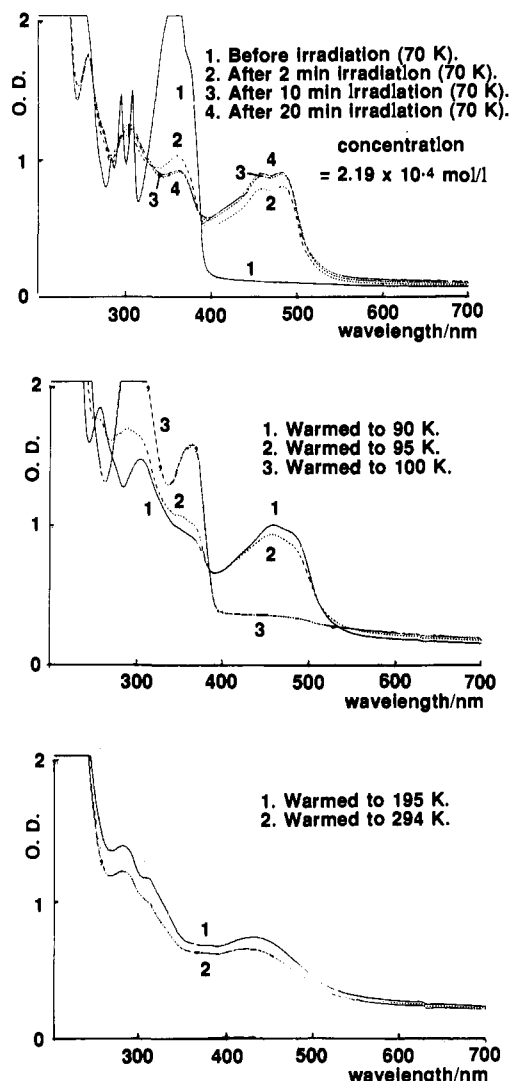 2
1. Before irradiation (70 K).
2. After 2 min irradiation (70 K).
3. After 10 min irradiation (70 K).
4. After 20 min irradiation (70 K).
concentration
= 2.19 x 10-4 mol/l
O. D.
1
0
1
2
3
4
3
4
2
1
300 400 500 600 700
wavelength/nm
2
1. Warmed to 90 K.
2. Warmed to 95 K.
3. Warmed to 100 K.
O. D.
1
0
3
2
1
1
2
3
300 400 500 600 700
wavelength/nm
2
1. Warmed to 195 K.
2. Warmed to 294 K.
O. D.
1
0
1
2
300 400 500 600 700
wavelength/nm